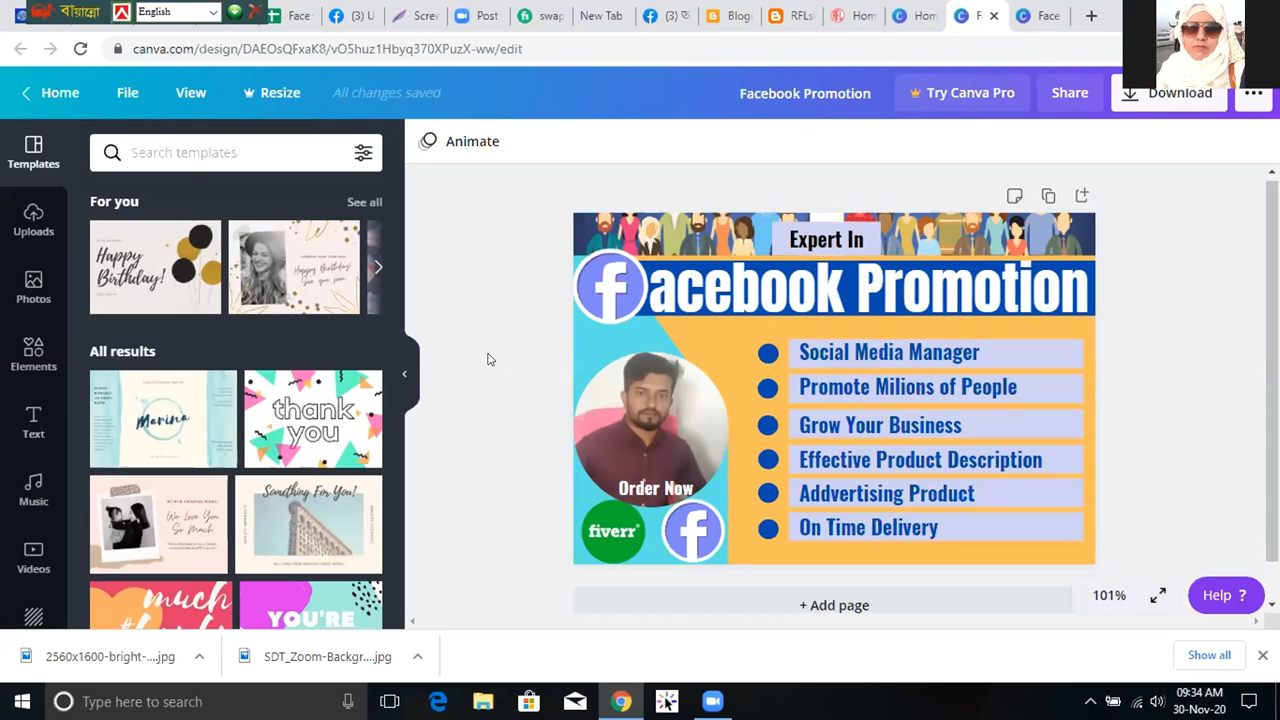 বাঁয়ান্নো
English
Face
(3) U
Scre
Post
swap
New Tab
Blog
RFLs
Hom
Hom
F
Face
canva.com/design/DAEOsQFxaK8/vO5huz1Hbyq370XPuzX-ww/edit
Home
File
View
Resize
All changes saved
Facebook Promotion
Try Canva Pro
Share
Download
Templates
Uploads
Photos
Elements
Text
Music
Videos
Search templates
For you
See all
Happy
Birthday!
All results
Marina
thank
you
We Love You
So Much
Something For You!
much
YOU'RE
Animate
Expert In
facebook Promotion
Social Media Manager
Promote Milions of People
Grow Your Business
Effective Product Description
Addvertising Product
On Time Delivery
Order Now
fiverr
f
+ Add page
101%
Help ?
2560x1600-bright-....jpg
SDT_Zoom-Backgr....jpg
Show all
Type here to search
09:34 AM
30-Nov-20